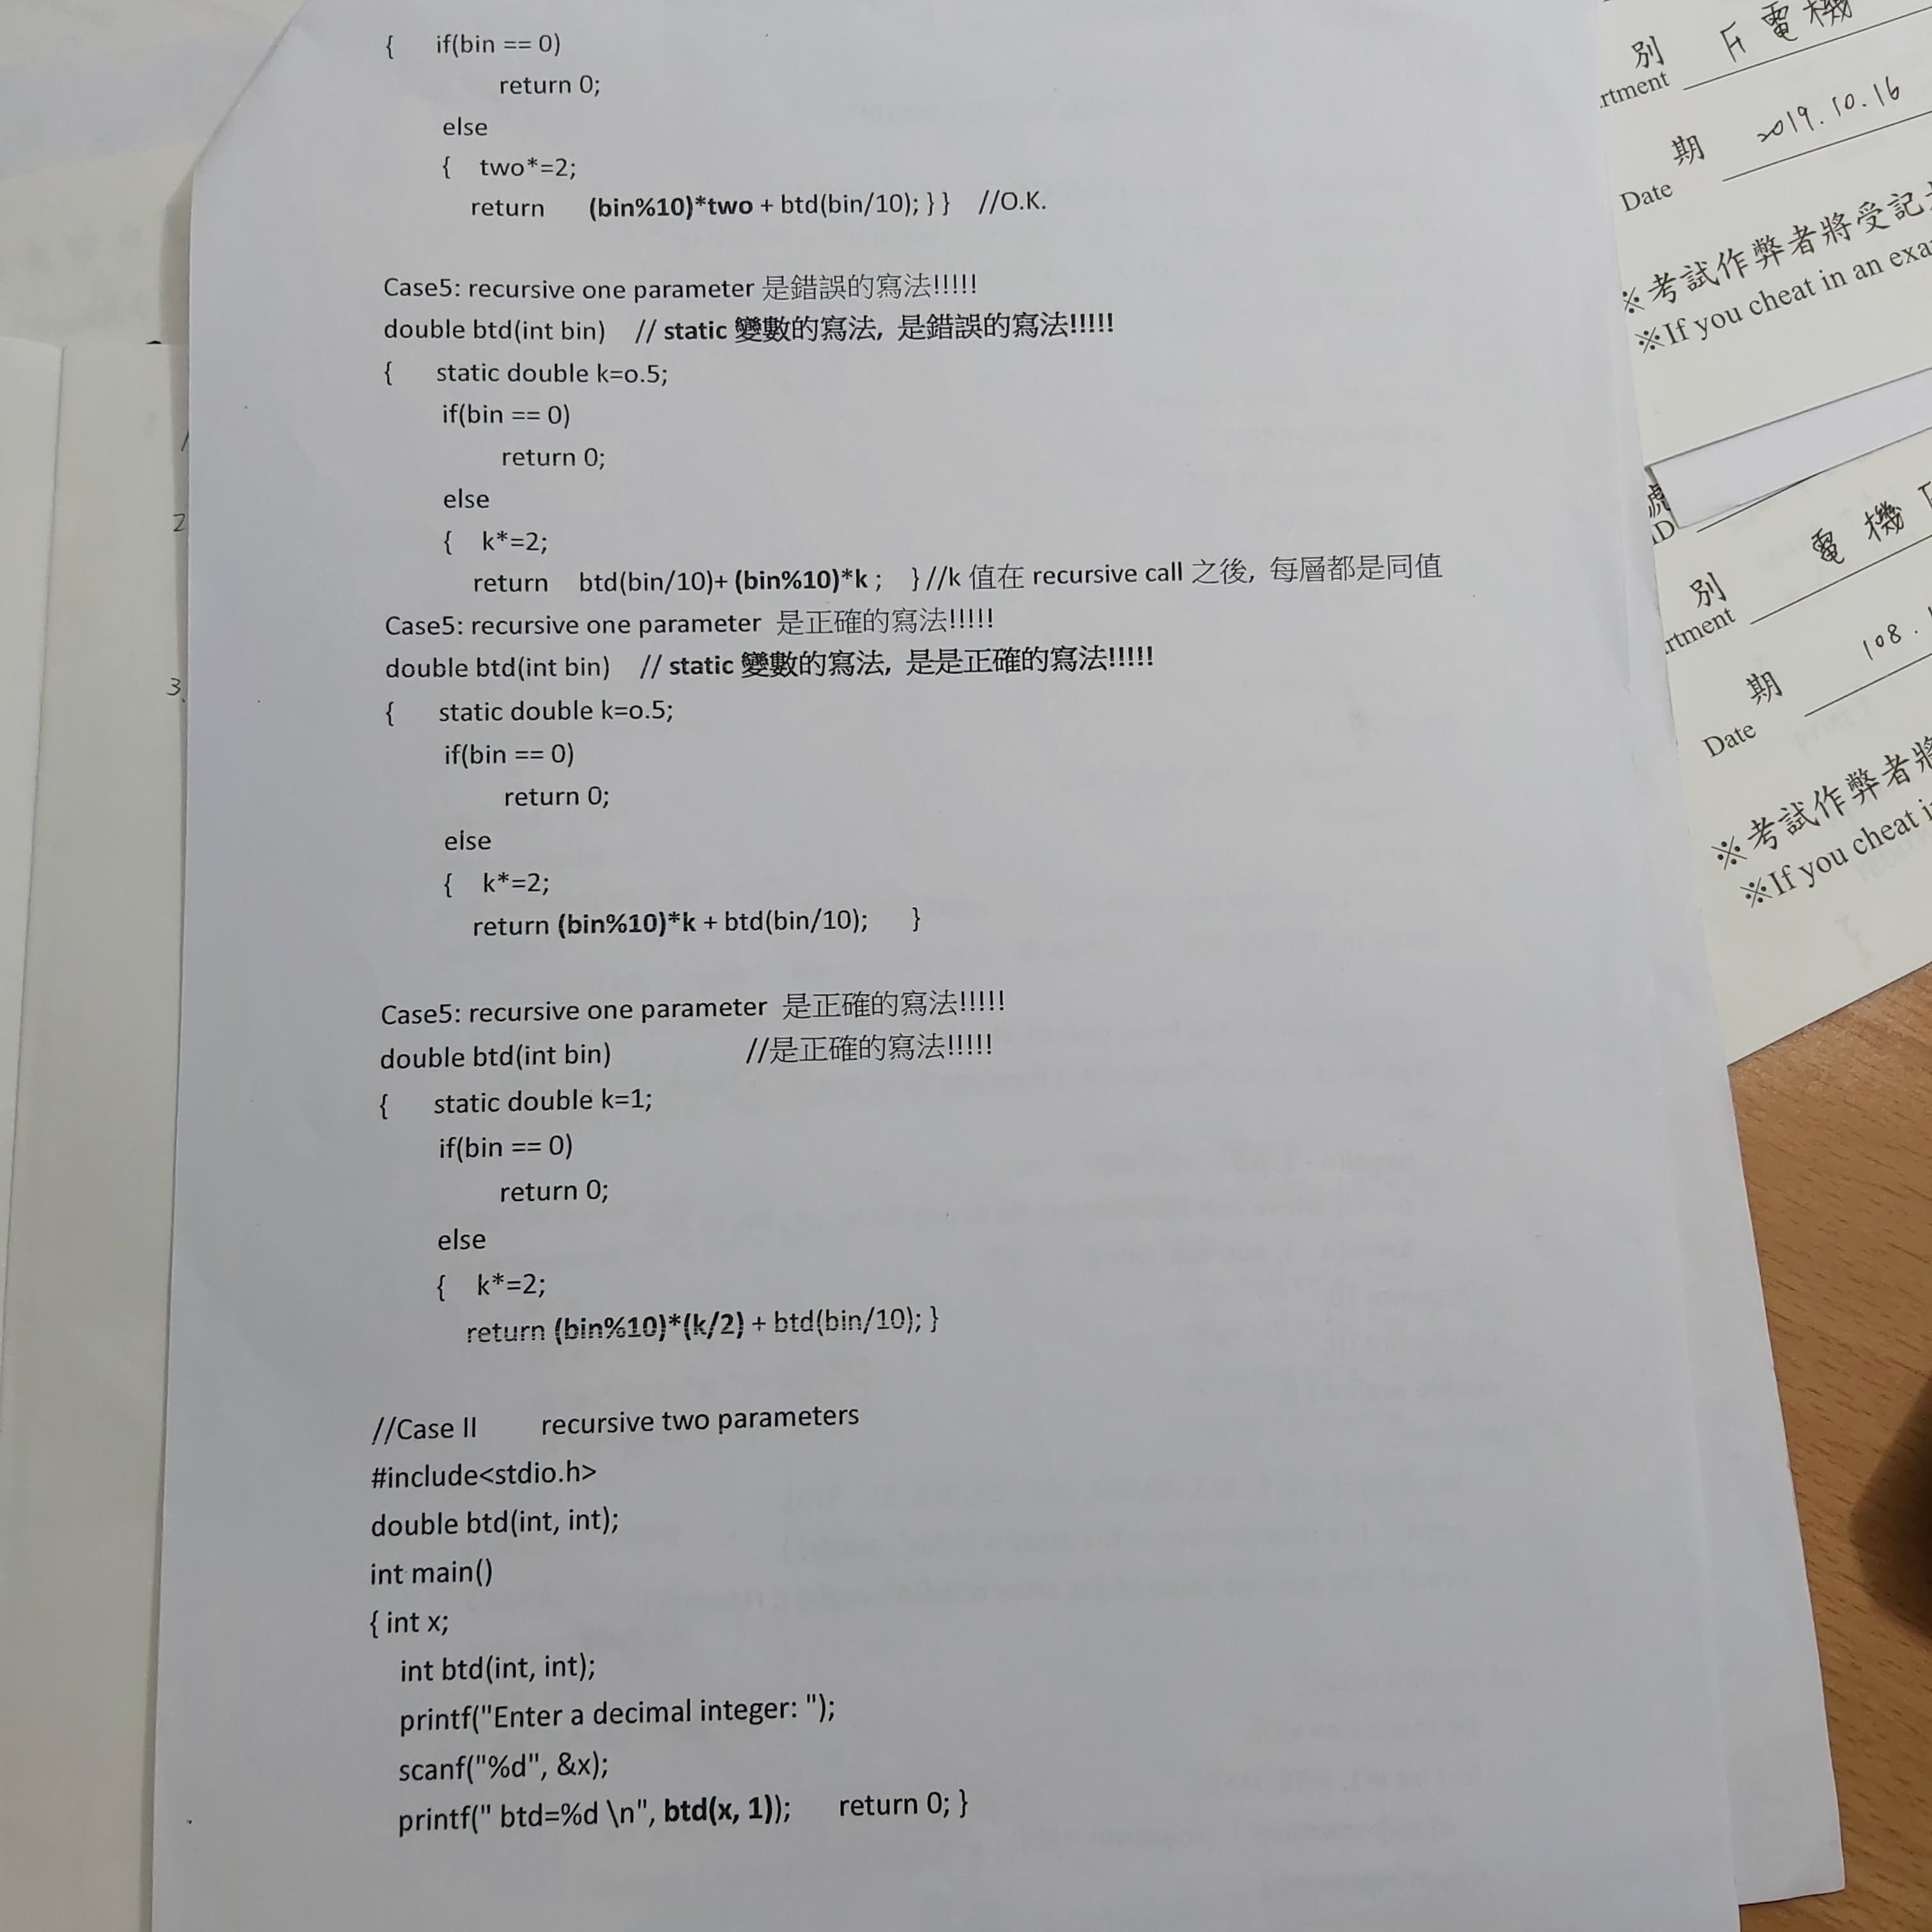 { if(bin == 0)
return 0;
else
{ two*=2;
return (bin%10)*two + btd(bin/10); } } //O.K.
Case5: recursive one parameter 是錯誤的寫法!!!!!
double btd(int bin) // static 變數的寫法, 是錯誤的寫法!!!!!
{ static double k=o.5;
if(bin == 0)
return 0;
else
{ k*=2;
return btd(bin/10)+ (bin%10)*k ; } //k 值在 recursive call 之後, 每層都是同值
Case5: recursive one parameter 是正確的寫法!!!!!
double btd(int bin) // static 變數的寫法, 是是正確的寫法!!!!!
{ static double k=o.5;
if(bin == 0)
return 0;
else
{ k*=2;
return (bin%10)*k + btd(bin/10); }
Case5: recursive one parameter 是正確的寫法!!!!!
double btd(int bin) //是正確的寫法!!!!!
{ static double k=1;
if(bin == 0)
return 0;
else
{ k*=2;
return (bin%10)*(k/2) + btd(bin/10); }
//Case II recursive two parameters
#include<stdio.h>
double btd(int, int);
int main()
{ int x;
int btd(int, int);
printf("Enter a decimal integer: ");
scanf("%d", &x);
printf(" btd=%d \n", btd(x, 1)); return 0; }
別 電機
rtment
期 2019.10.16
Date
※考試作弊者將受記
※If you cheat in an exa
號
ID
別 電機
rtment
期 108.
Date
※考試作弊者將
※If you cheat i
2
3.